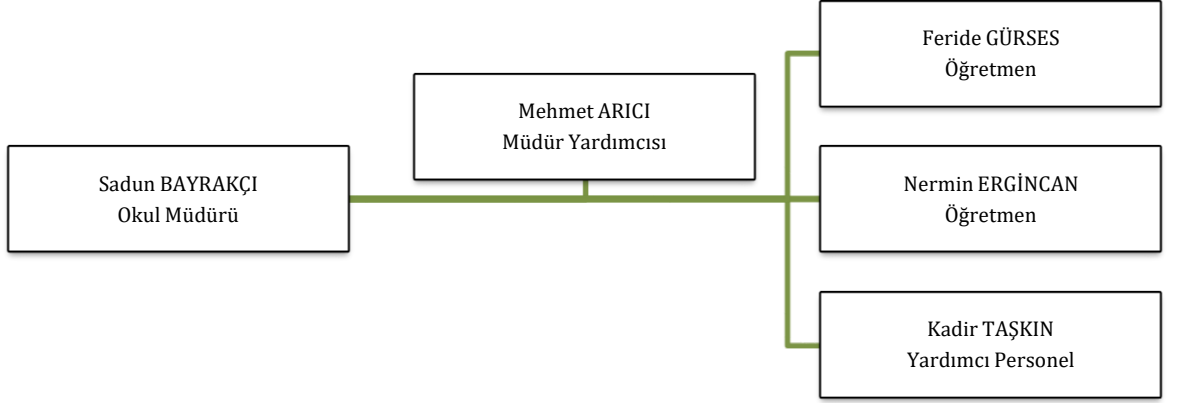 Sadun BAYRAKÇI
Okul Müdürü
Mehmet ARICI
Müdür Yardımcısı
Feride GÜRSES
Öğretmen
Nermin ERGİNCAN
Öğretmen
Kadir TAŞKIN
Yardımcı Personel